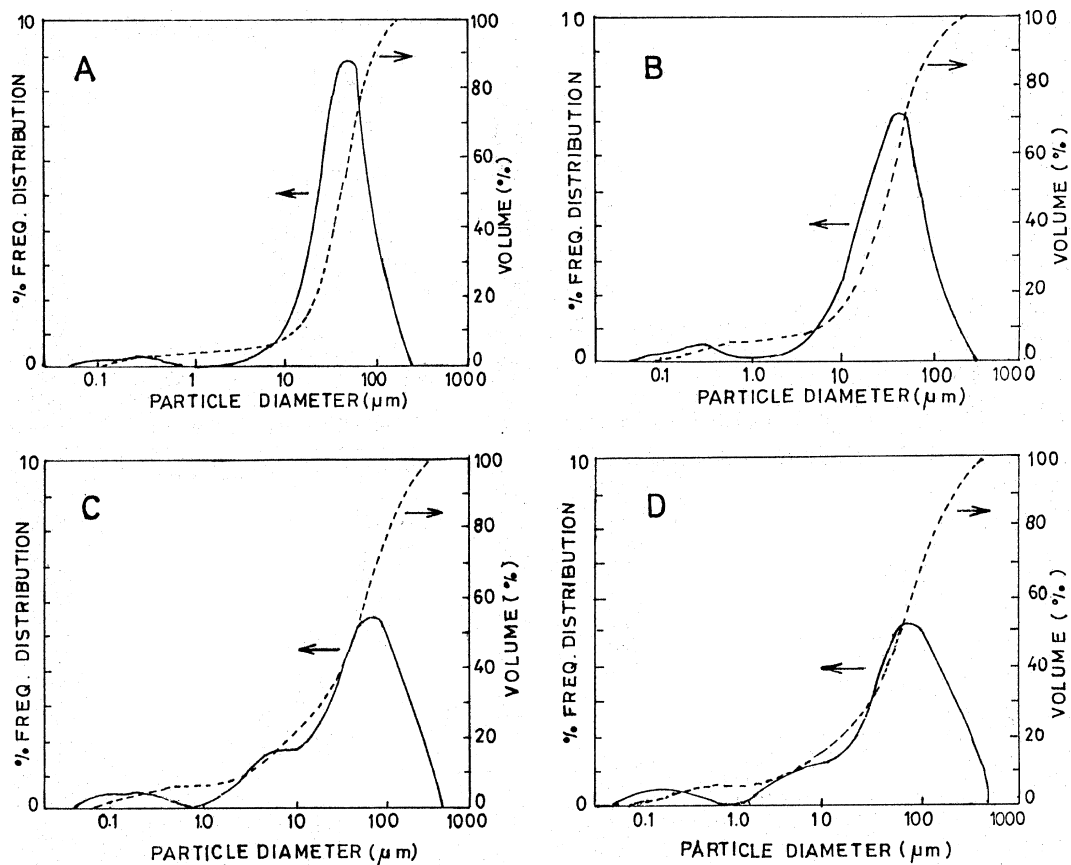 A
% FREQ. DISTRIBUTION
10
0
100
80
60
40
20
0
VOLUME (%)
0.1 1.0 10 100 1000
PARTICLE DIAMETER (µm)
B
% FREQ. DISTRIBUTION
10
0
100
80
60
40
20
0
VOLUME (%)
0.1 1.0 10 100 1000
PARTICLE DIAMETER (µm)
C
% FREQ. DISTRIBUTION
10
0
100
80
60
40
20
0
VOLUME (%)
0.1 1.0 10 100 1000
PARTICLE DIAMETER (µm)
D
% FREQ. DISTRIBUTION
10
0
100
80
60
40
20
0
VOLUME (%)
0.1 1.0 10 100 1000
PARTICLE DIAMETER (µm)